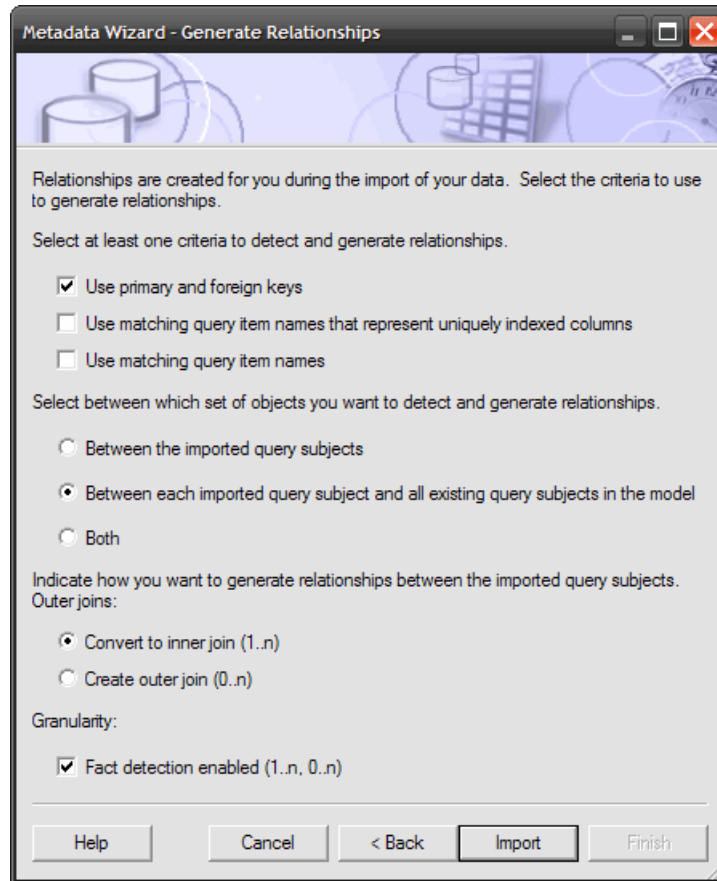 Metadata Wizard - Generate Relationships
Relationships are created for you during the import of your data. Select the criteria to use
to generate relationships.
Select at least one criteria to detect and generate relationships.
Use primary and foreign keys
Use matching query item names that represent uniquely indexed columns
Use matching query item names
Select between which set of objects you want to detect and generate relationships.
Between the imported query subjects
Between each imported query subject and all existing query subjects in the model
Both
Indicate how you want to generate relationships between the imported query subjects.
Outer joins:
Convert to inner join (1..n)
Create outer join (0..n)
Granularity:
Fact detection enabled (1..n, 0..n)
Help Cancel < Back Import Finish